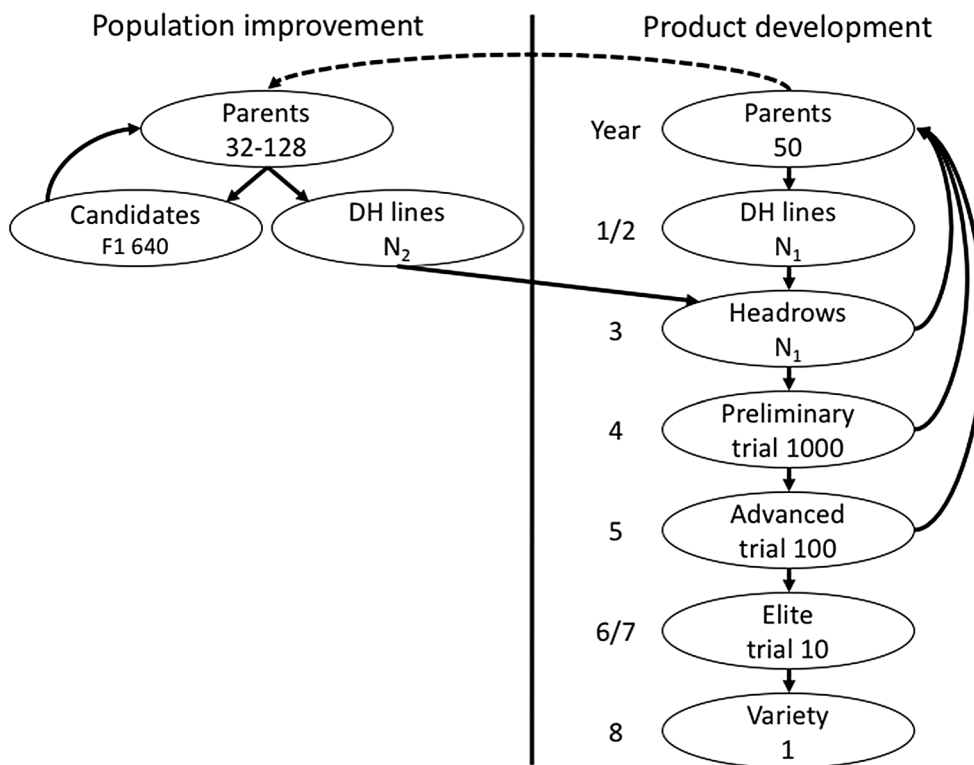 Population improvement
Product development
Parents
32-128
Candidates
F1 640
DH lines
N₂
Year
Parents
50
1/2
DH lines
N₁
3
Headrows
N₁
4
Preliminary
trial 1000
5
Advanced
trial 100
6/7
Elite
trial 10
8
Variety
1